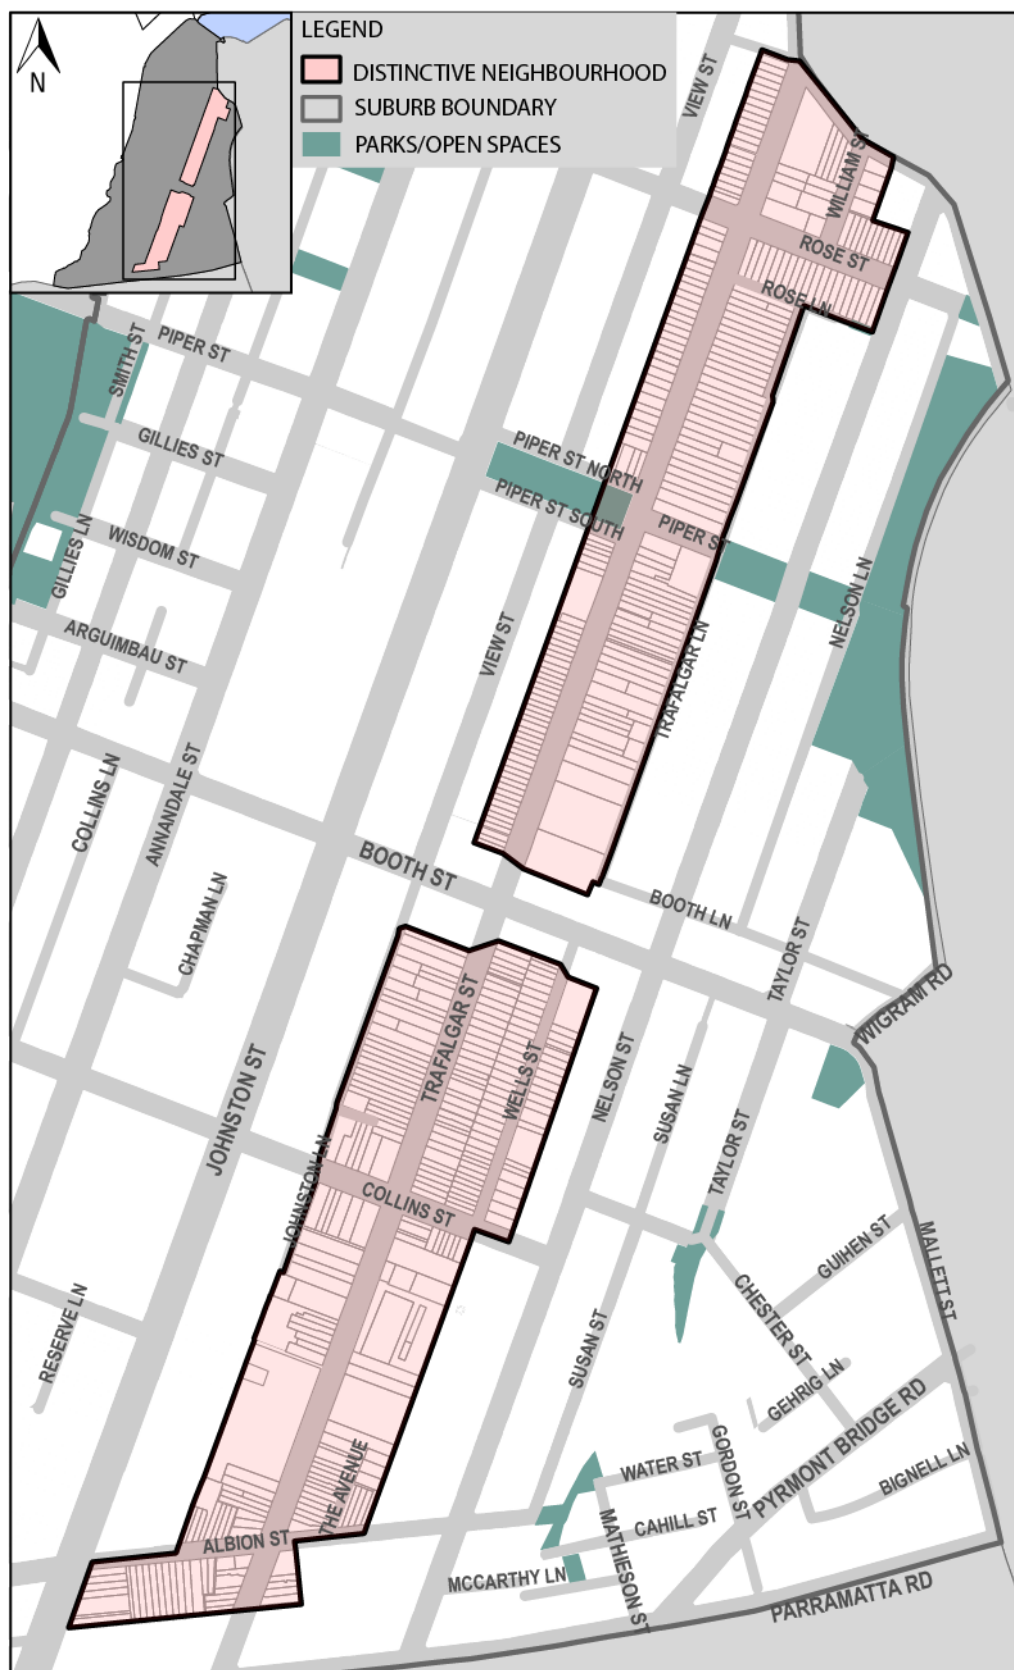 LEGEND
DISTINCTIVE NEIGHBOURHOOD
SUBURB BOUNDARY
PARKS/OPEN SPACES
N
VIEW ST
WILLIAM ST
ROSE ST
ROSE LN
SMITH ST
PIPER ST
GILLIES ST
PIPER ST NORTH
PIPER ST SOUTH
PIPER ST
GILLIES LN
WISDOM ST
ARGUIMBAU ST
VIEW ST
TRAFALGAR LN
NELSON LN
COLLINS LN
ANNANDALE ST
BOOTH ST
BOOTH LN
CHAPMAN LN
TAYLOR ST
WIGRAM RD
TRAFALGAR ST
WELLS ST
NELSON ST
SUSAN LN
TAYLOR ST
JOHNSTON ST
JOHNSTON LN
COLLINS ST
GUIHEN ST
MALLETT ST
CHESTER ST
RESERVE LN
SUSAN ST
GEHRIG LN
PYRMONT BRIDGE RD
THE AVENUE
WATER ST
GORDON ST
BIGNELL LN
ALBION ST
CAHILL ST
MATHIESON ST
MCCARTHY LN
PARRAMATTA RD